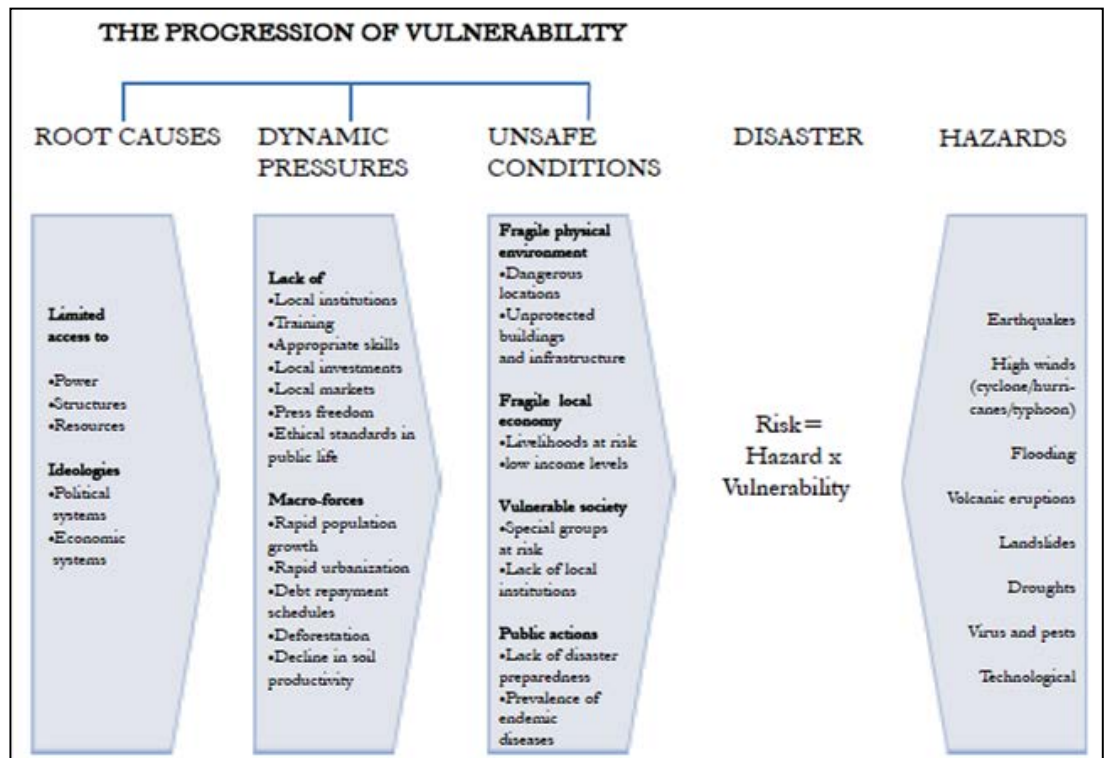 THE PROGRESSION OF VULNERABILITY
ROOT CAUSES
DYNAMIC
PRESSURES
UNSAFE
CONDITIONS
DISASTER
HAZARDS
Limited
access to
•Power
•Structures
•Resources
Ideologies
•Political
systems
•Economic
systems
Lack of
•Local institutions
•Training
•Appropriate skills
•Local investments
•Local markets
•Press freedom
•Ethical standards in
public life
Macro-forces
•Rapid population
growth
•Rapid urbanization
•Debt repayment
schedules
•Deforestation
•Decline in soil
productivity
Fragile physical
environment
•Dangerous
locations
•Unprotected
buildings
and infrastructure
Fragile local
economy
•Livelihoods at risk
•low income levels
Vulnerable society
•Special groups
at risk
•Lack of local
institutions
Public actions
•Lack of disaster
preparedness
•Prevalence of
endemic
diseases
Risk=
Hazard x
Vulnerability
Earthquakes
High winds
(cyclone/hurri-
canes/typhoon)
Flooding
Volcanic eruptions
Landslides
Droughts
Virus and pests
Technological